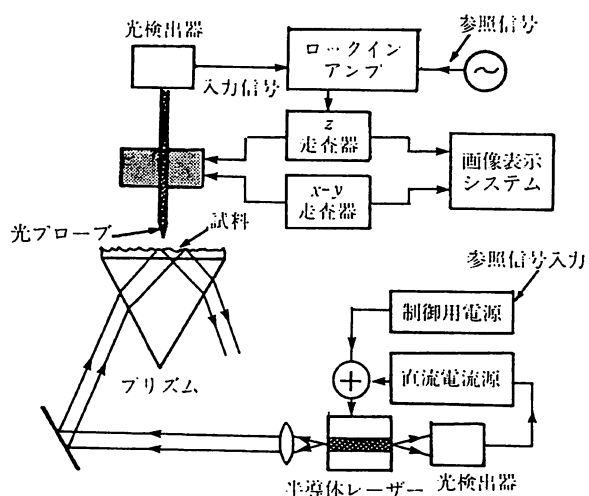 光検出器
参照信号
ロックイン
アンプ
入力信号
z
走査器
x-y
走査器
画像表示
システム
試料
光プローブ
プリズム
参照信号入力
制御用電源
直流電流源
半導体レーザー
光検出器